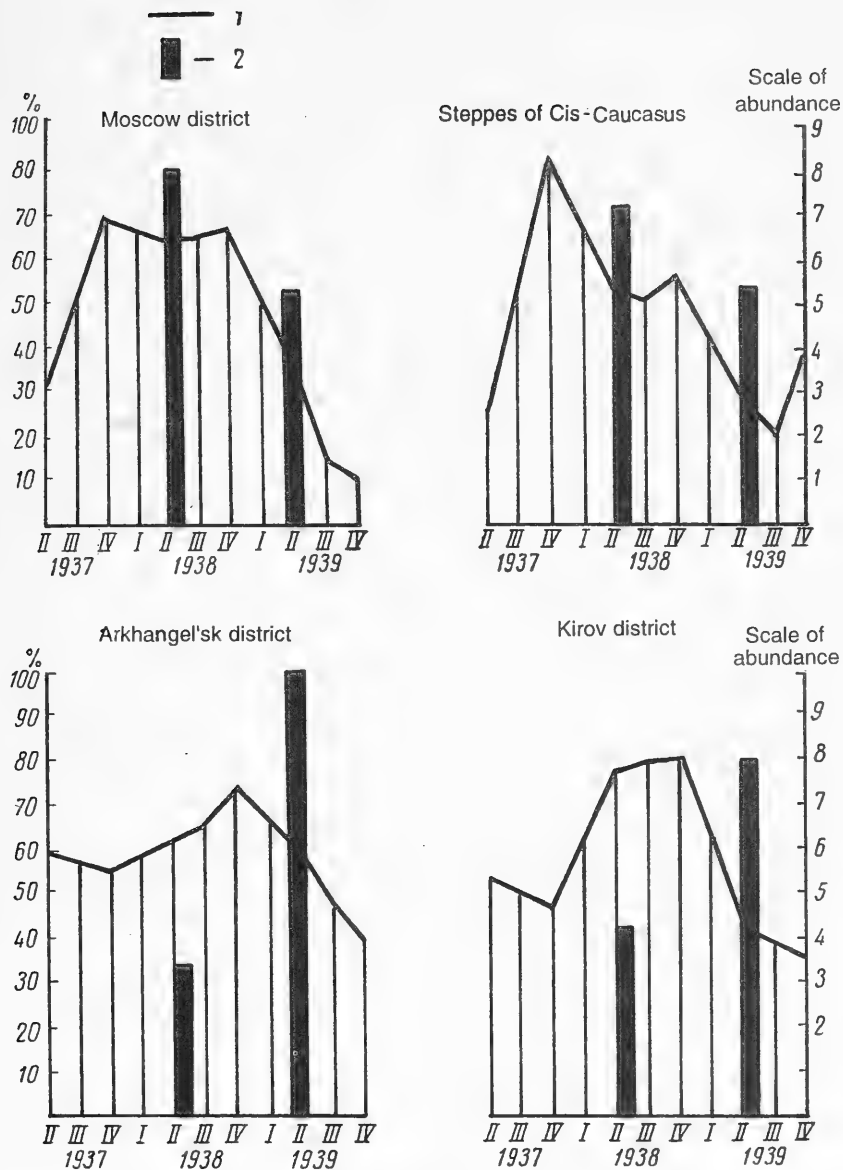 1
— 2
%
Moscow district
100
80
70
60
50
40
30
20
10
II III IV I II III IV I II III IV
1937 1938 1939
Steppes of Cis-Caucasus
Scale of
abundance
9
8
7
6
5
4
3
2
1
II III IV I II III IV I II III IV
1937 1938 1939
Arkhangel'sk district
%
100
90
80
70
60
50
40
30
20
10
II III IV I II III IV I II III IV
1937 1938 1939
Kirov district
Scale of
abundance
9
8
7
6
5
4
3
2
II III IV I II III IV I II III IV
1937 1938 1939